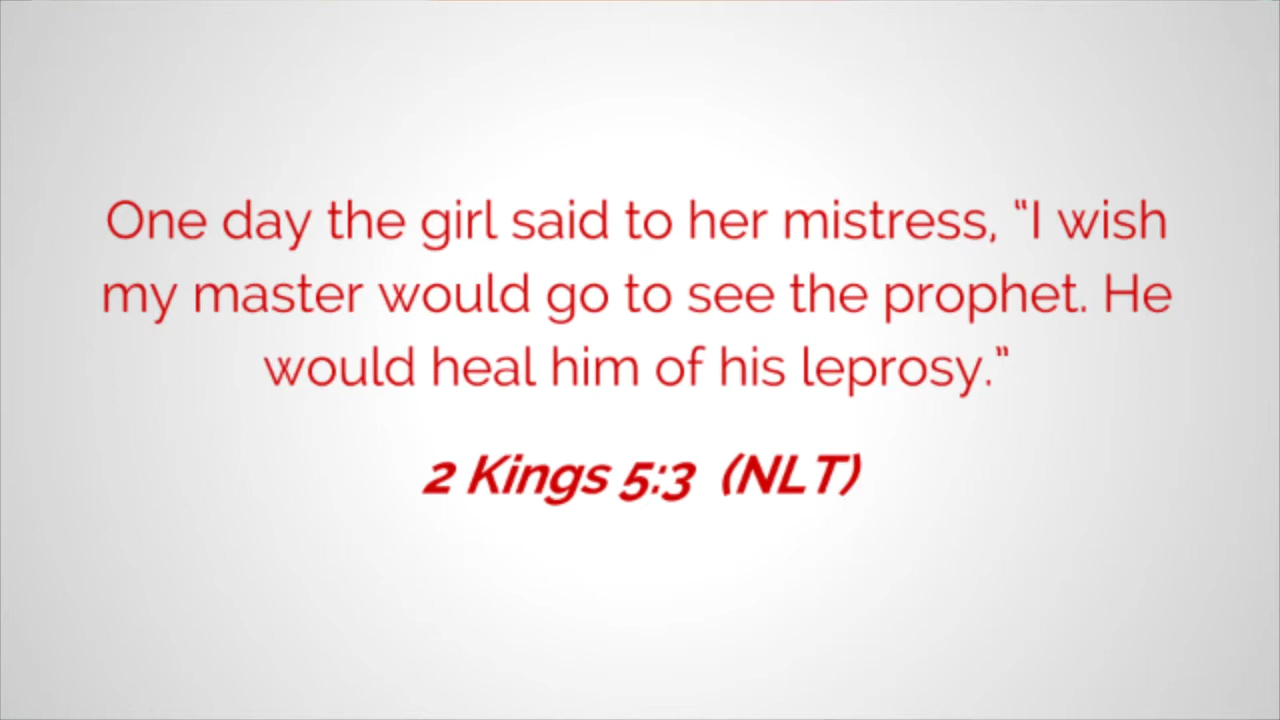 One day the girl said to her mistress, “I wish
my master would go to see the prophet. He
would heal him of his leprosy.”
2 Kings 5:3 (NLT)